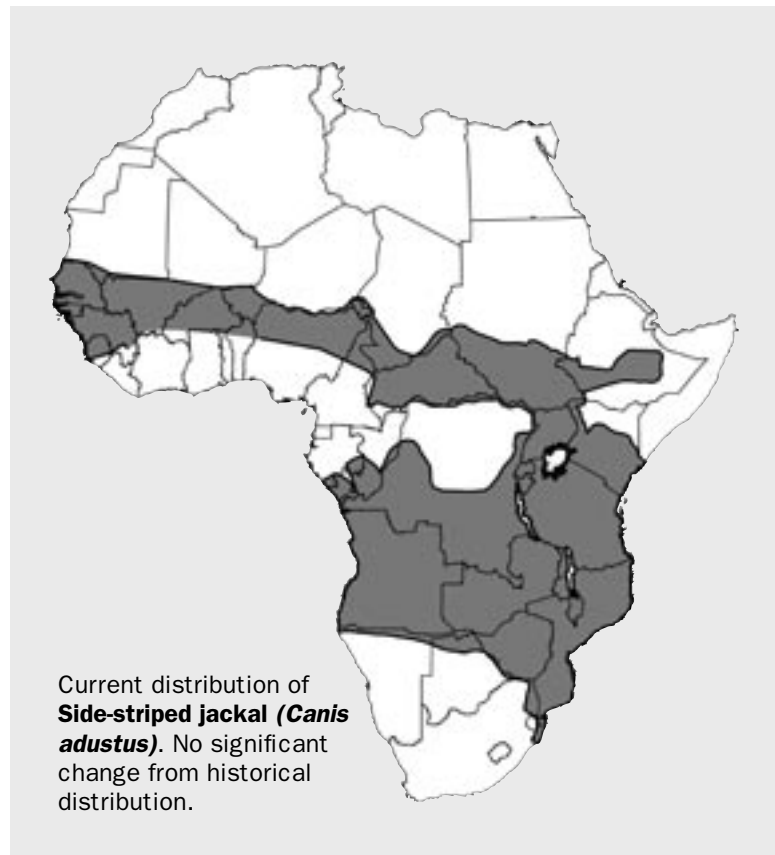 Current distribution of
Side-striped jackal (Canis
adustus). No significant
change from historical
distribution.